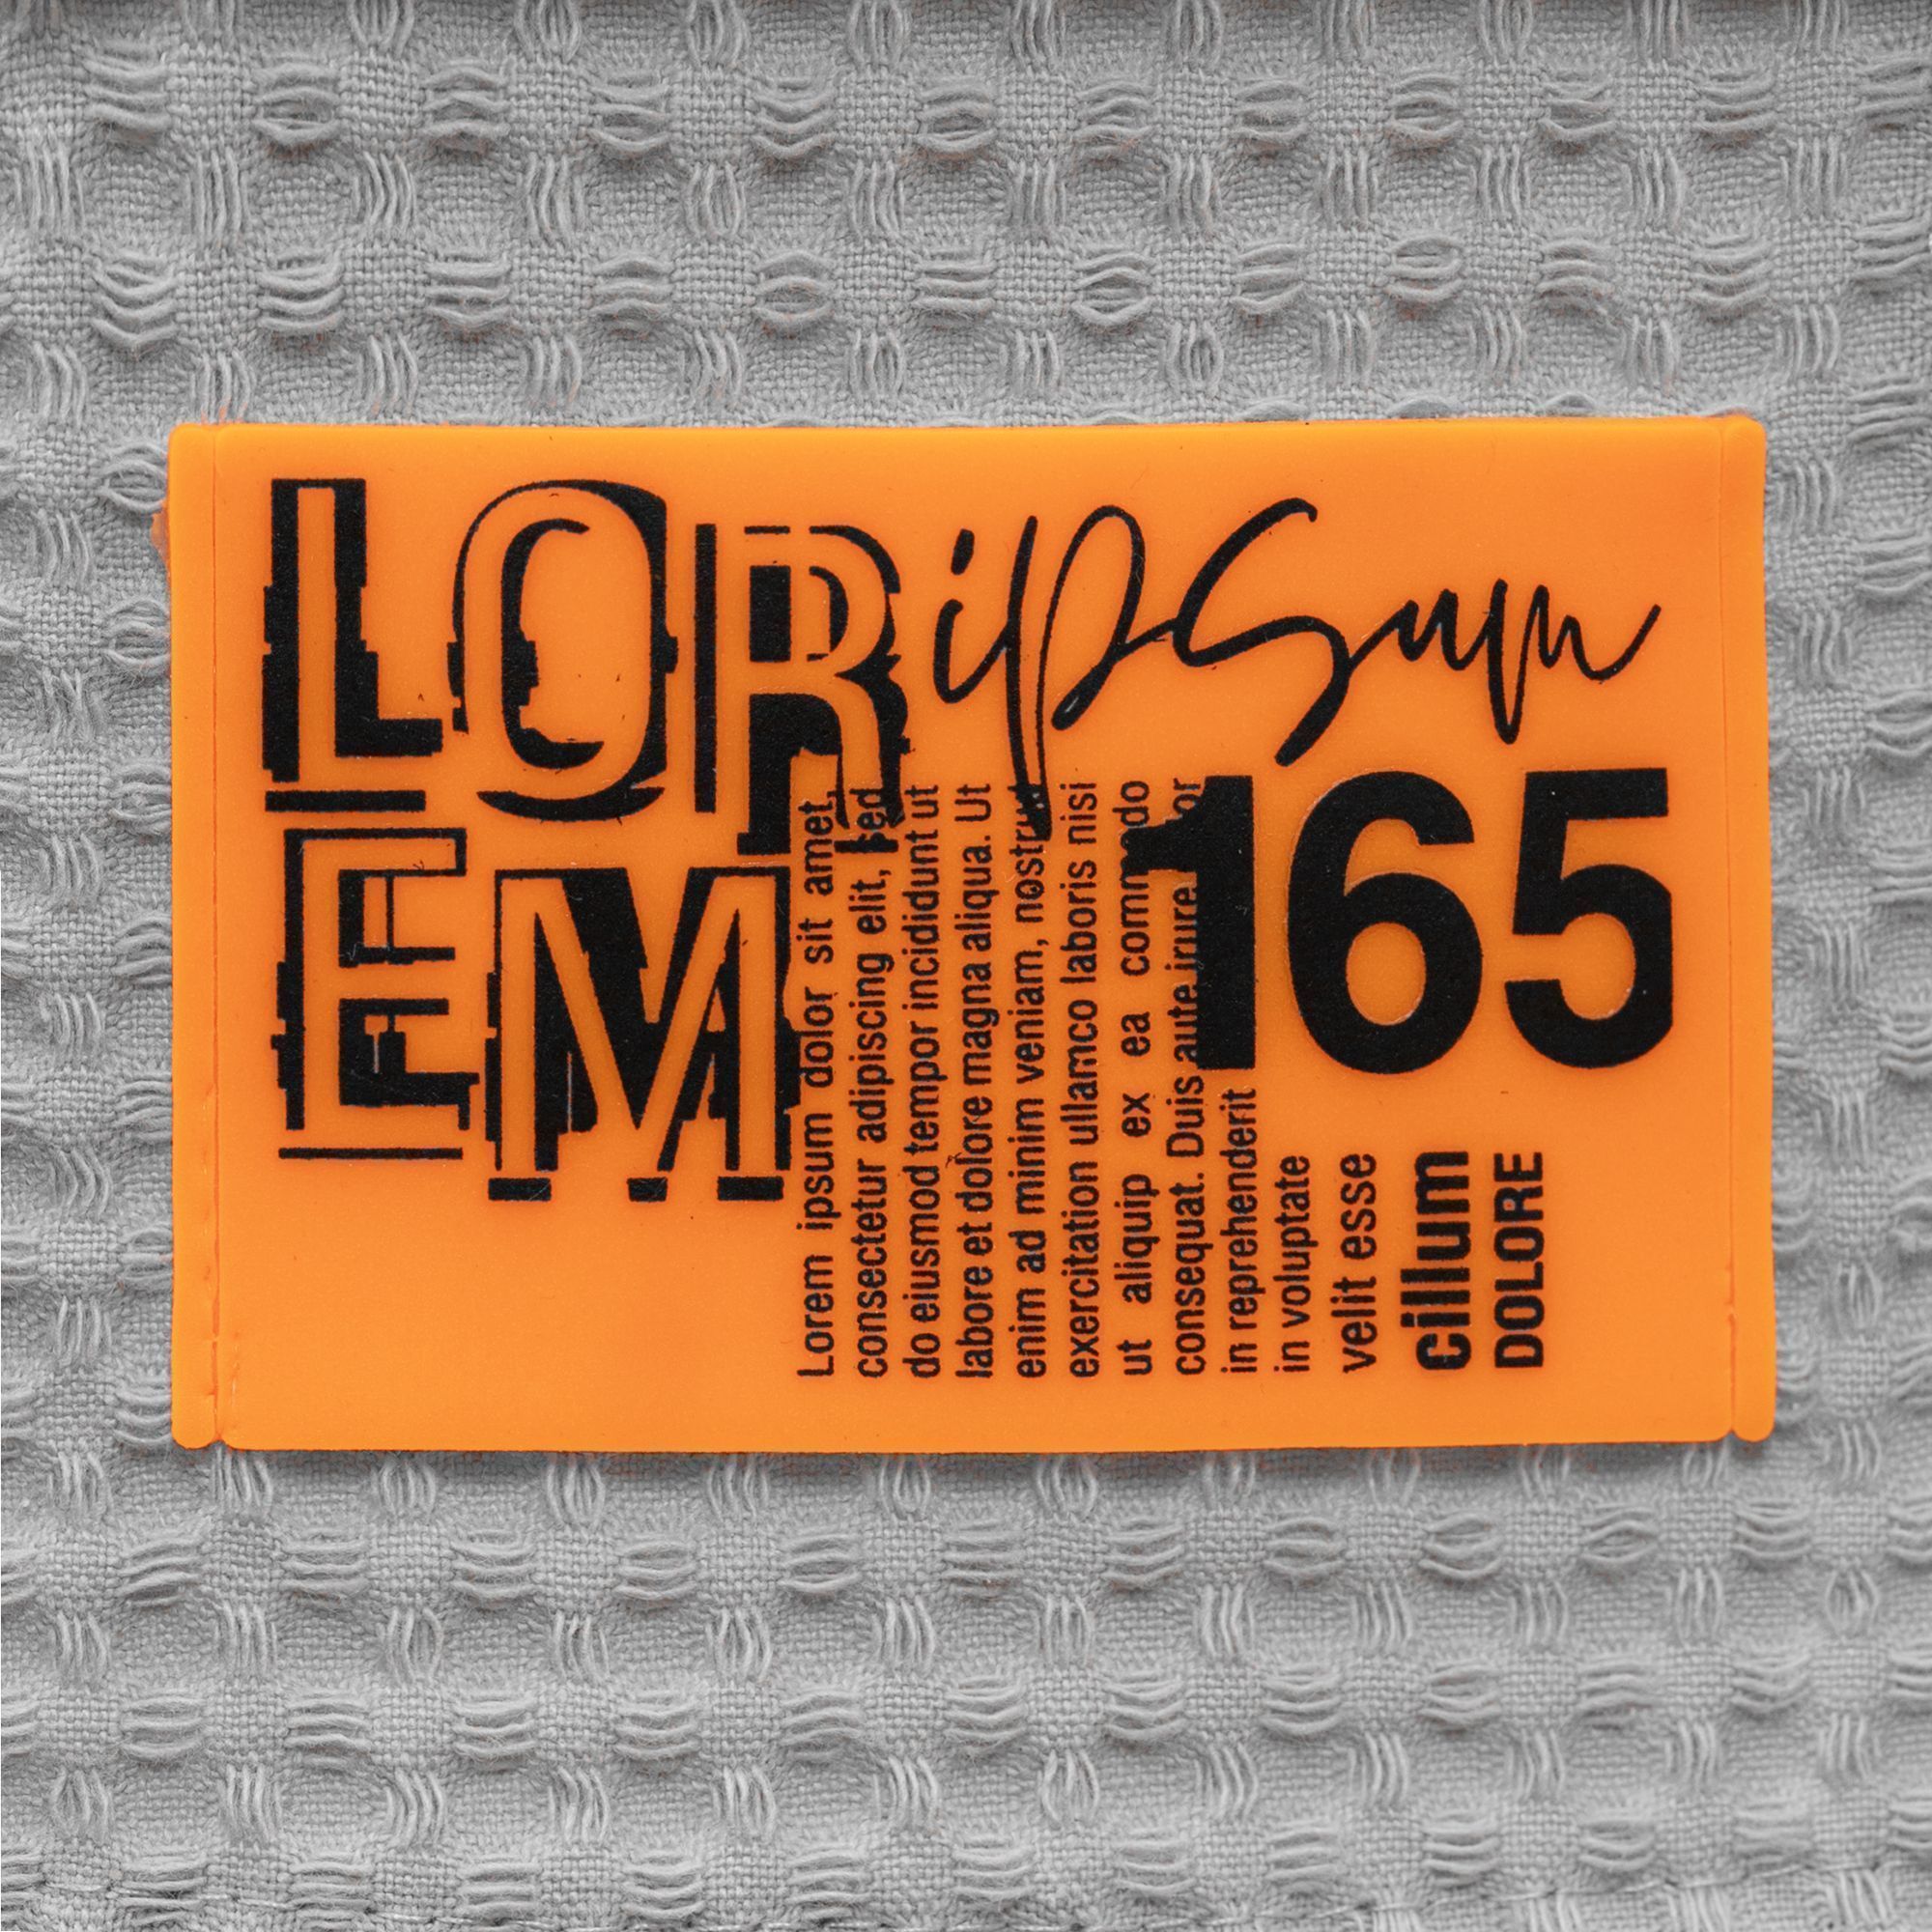 LOR
EM
ipsum
165
Lorem ipsum dolor sit amet,
consectetur adipiscing elit, sed
do eiusmod tempor incididunt ut
labore et dolore magna aliqua. Ut
enim ad minim veniam, nostrud
exercitation ullamco laboris nisi
ut aliquip ex ea commodo
consequat. Duis aute irure
in reprehenderit
in voluptate
velit esse
cillum
DOLORE